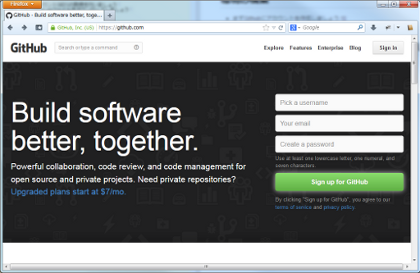 Firefox
GitHub · Build software better, toge...
GitHub, Inc. (US) https://github.com
Google
GitHub
Search or type a command
Explore Features Enterprise Blog Sign in
Build software
better, together.
Powerful collaboration, code review, and code management for
open source and private projects. Need private repositories?
Upgraded plans start at $7/mo.
Pick a username
Your email
Create a password
Use at least one lowercase letter, one numeral, and
seven characters.
Sign up for GitHub
By clicking "Sign up for GitHub", you agree to our
terms of service and privacy policy.